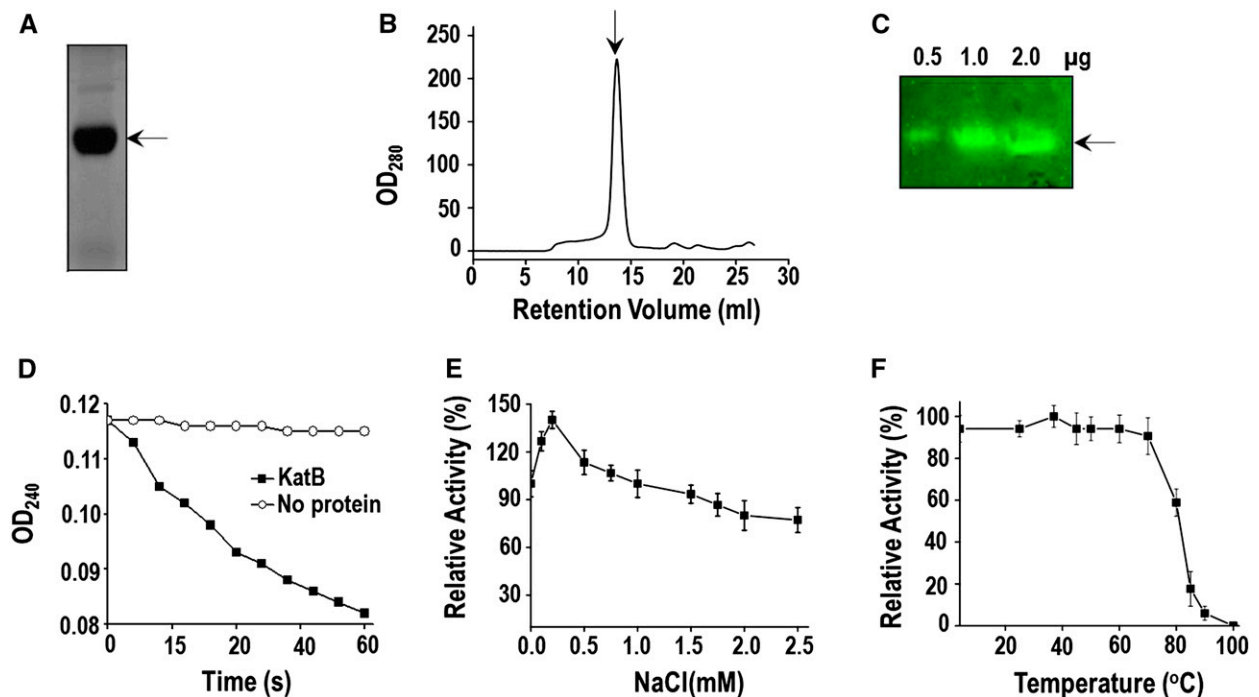 A
B
250
200
150
100
50
0
OD280
0 5 10 15 20 25 30
Retention Volume (ml)
C
0.5 1.0 2.0 µg
D
0.12
0.11
0.10
0.09
0.08
OD240
KatB
No protein
0 15 20 60
Time (s)
E
150
120
90
60
30
Relative Activity (%)
0.0 0.5 1.0 1.5 2.0 2.5
NaCl(mM)
F
100
80
60
40
20
0
Relative Activity (%)
20 40 60 80 100
Temperature (ºC)